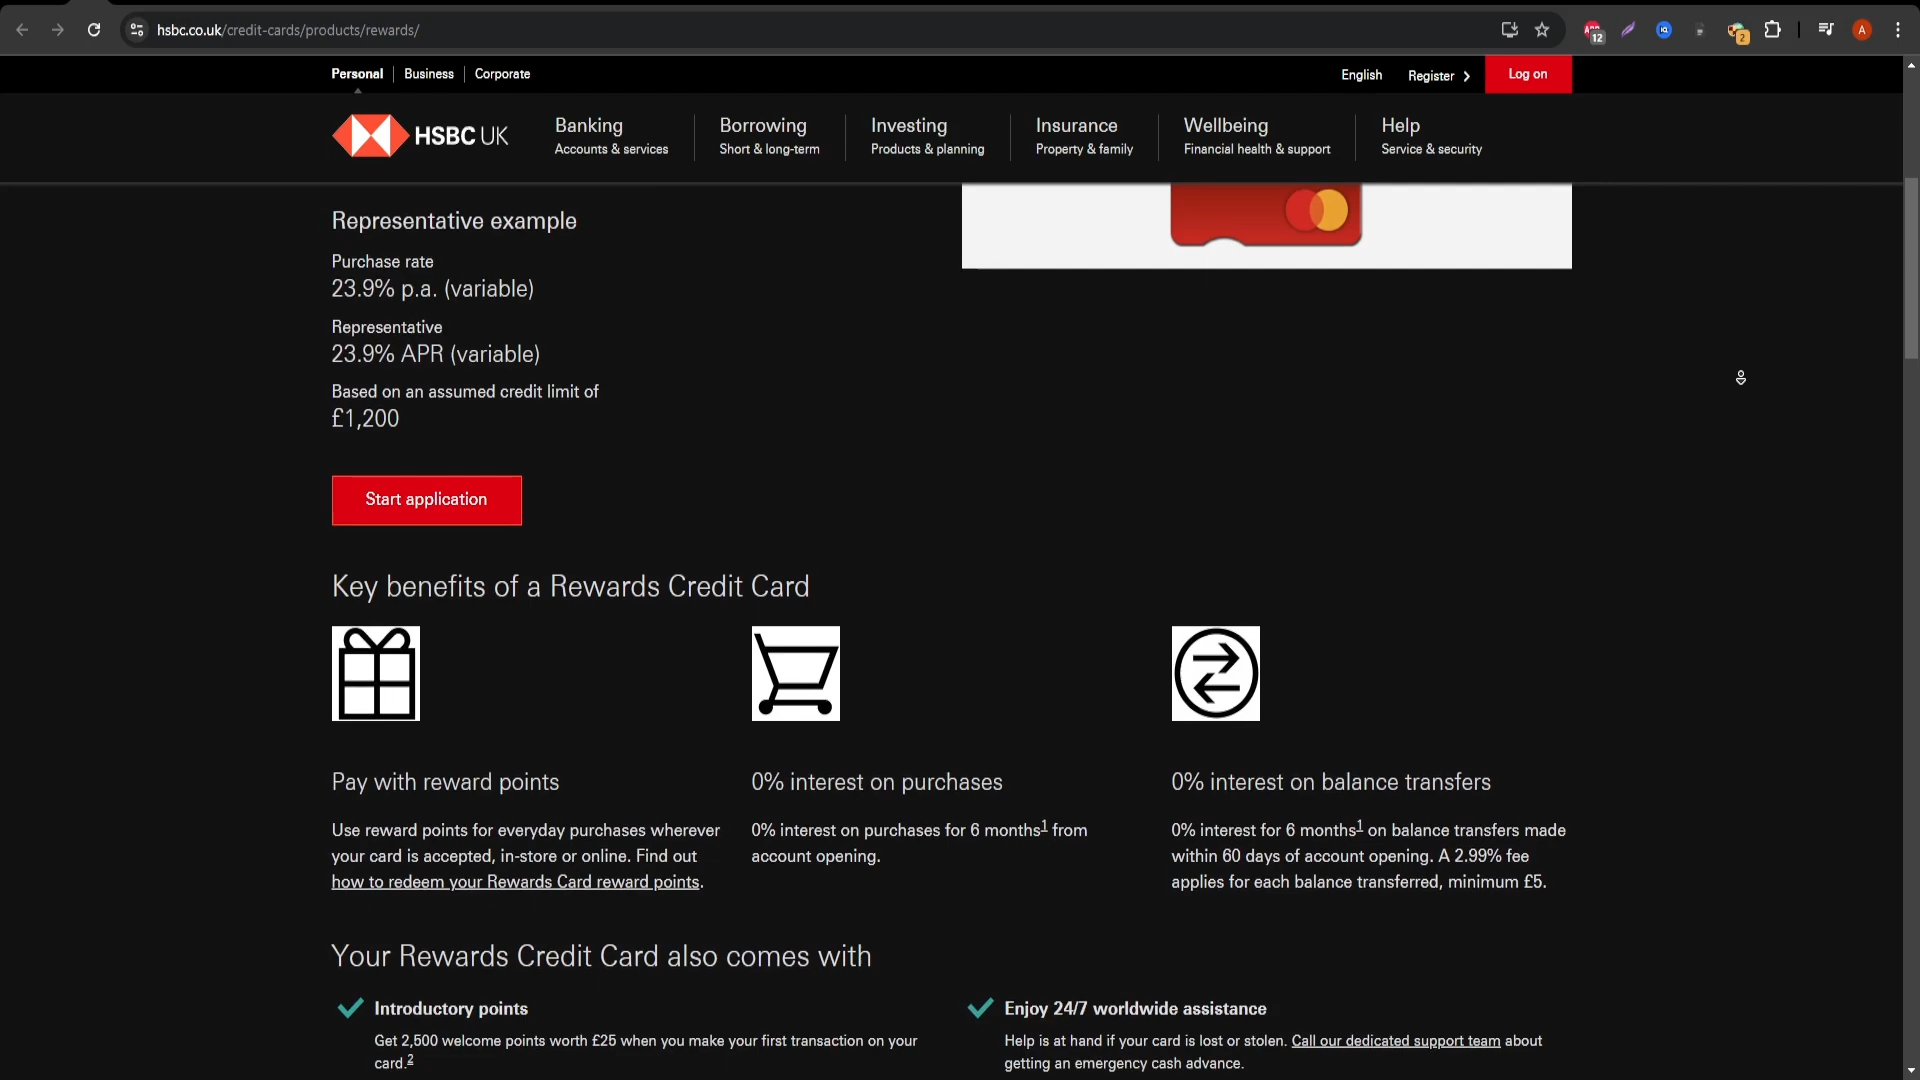 hsbc.co.uk/credit-cards/products/rewards/
12
2
A
Personal
Business
Corporate
English
Register
Log on
HSBC UK
Banking
Accounts & services
Borrowing
Short & long-term
Investing
Products & planning
Insurance
Property & family
Wellbeing
Financial health & support
Help
Service & security
Representative example
Purchase rate
23.9% p.a. (variable)
Representative
23.9% APR (variable)
Based on an assumed credit limit of
£1,200
Start application
Key benefits of a Rewards Credit Card
Pay with reward points
Use reward points for everyday purchases wherever
your card is accepted, in-store or online. Find out
how to redeem your Rewards Card reward points.
0% interest on purchases
0% interest on purchases for 6 months1 from
account opening.
0% interest on balance transfers
0% interest for 6 months1 on balance transfers made
within 60 days of account opening. A 2.99% fee
applies for each balance transferred, minimum £5.
Your Rewards Credit Card also comes with
Introductory points
Get 2,500 welcome points worth £25 when you make your first transaction on your
card.2
Enjoy 24/7 worldwide assistance
Help is at hand if your card is lost or stolen. Call our dedicated support team about
getting an emergency cash advance.